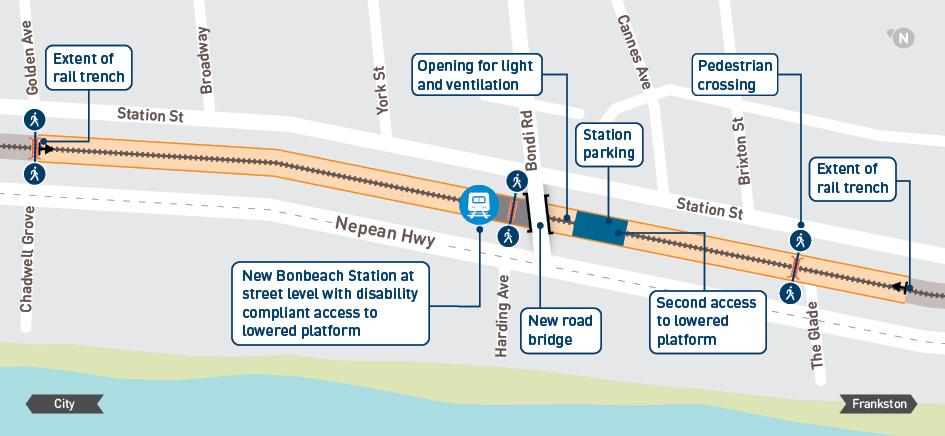 Golden Ave
Extent of
rail trench
Broadway
Station St
York St
Opening for light
and ventilation
Bondi Rd
Cannes Ave
Pedestrian
crossing
N
Station
parking
Brixton St
Extent of
rail trench
Station St
Chadwell Grove
Nepean Hwy
New Bonbeach Station at
street level with disability
compliant access to
lowered platform
Harding Ave
New road
bridge
Second access
to lowered
platform
The Glade
City
Frankston